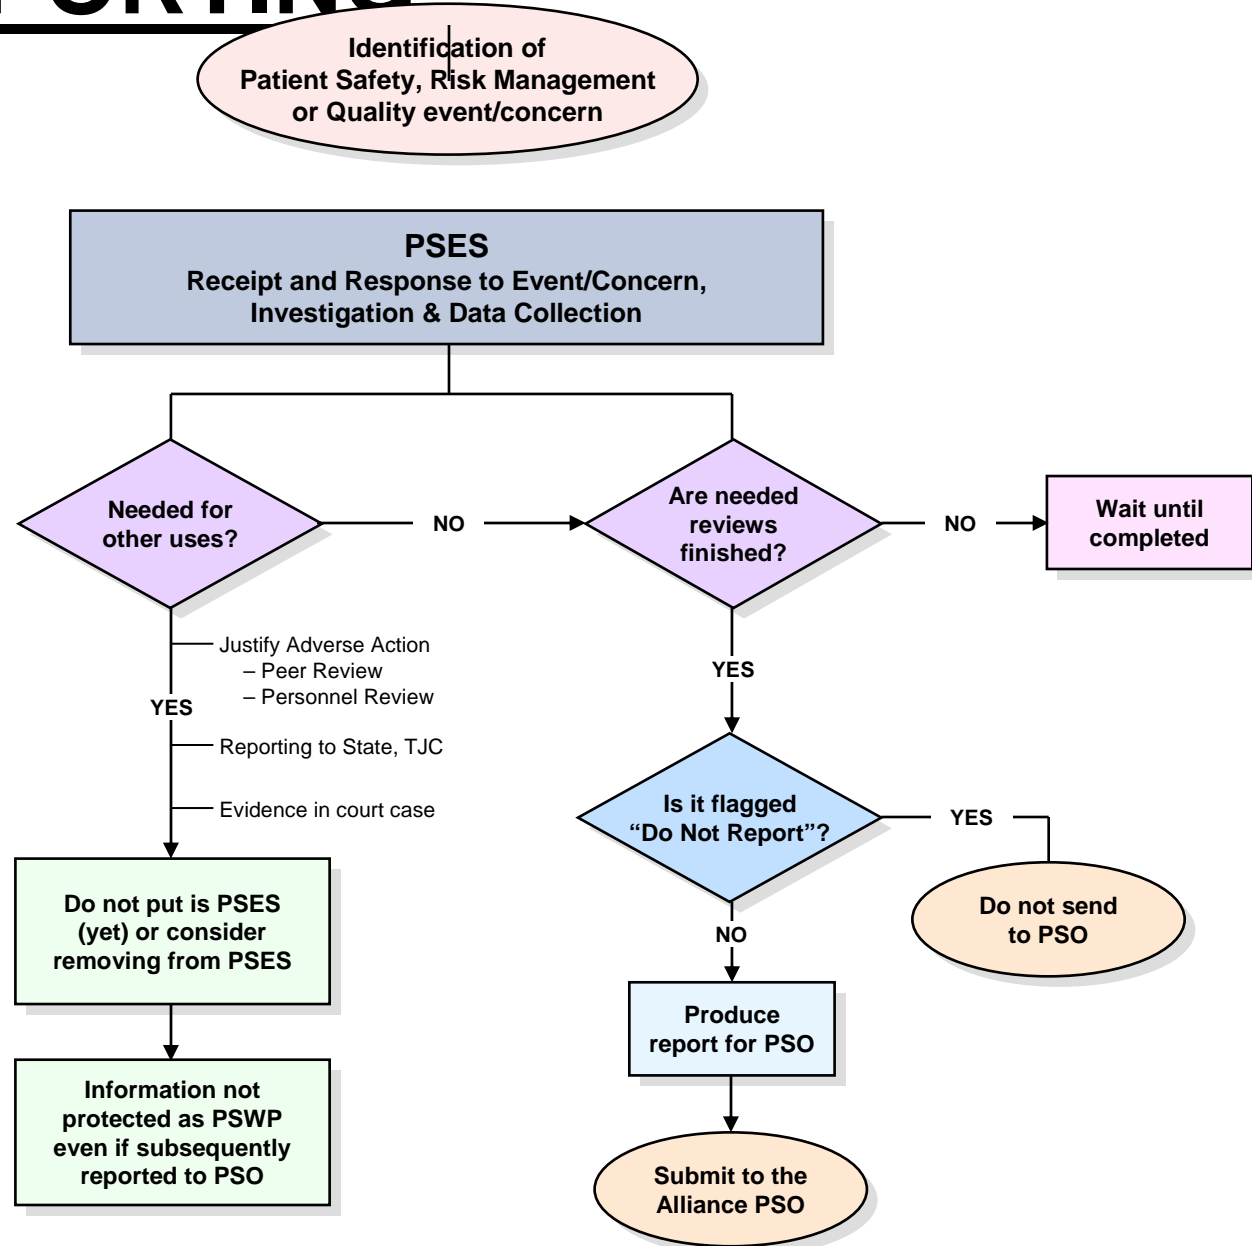 PORTING
Identification of
Patient Safety, Risk Management
or Quality event/concern
PSES
Receipt and Response to Event/Concern,
Investigation & Data Collection
Needed for
other uses?
NO
Are needed
reviews
finished?
NO
Wait until
completed
Justify Adverse Action
– Peer Review
– Personnel Review
YES
Reporting to State, TJC
Evidence in court case
YES
Is it flagged
“Do Not Report”?
YES
Do not send
to PSO
NO
Do not put is PSES
(yet) or consider
removing from PSES
Produce
report for PSO
Information not
protected as PSWP
even if subsequently
reported to PSO
Submit to the
Alliance PSO